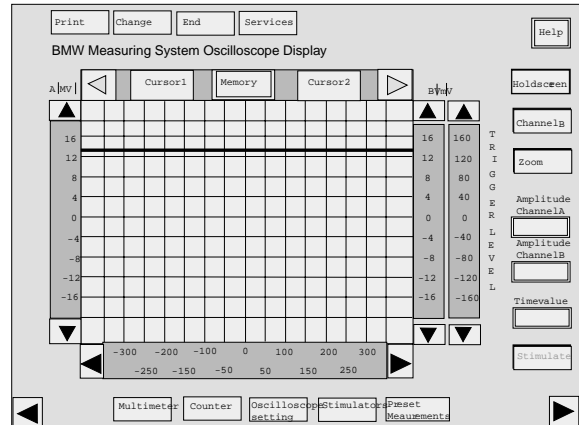 Print Change End Services
Help
BMW Measuring System Oscilloscope Display
A MV Cursor1 Memory Cursor2 BVmV
Holdscreen
16 16 160
12 12 120
8 8 80
4 4 40
0 0 0
-4 -4 -40
-8 -8 -80
-12 -12 -120
-16 -16 -160
TRIGGER LEVEL
ChannelB
Zoom
Amplitude
ChannelA
Amplitude
ChannelB
Timevalue
Stimulate
-300 -200 -100 0 100 200 300
-250 -150 -50 50 150 250
Multimeter Counter Oscilloscope Stimulators Preset
setting Meaurements